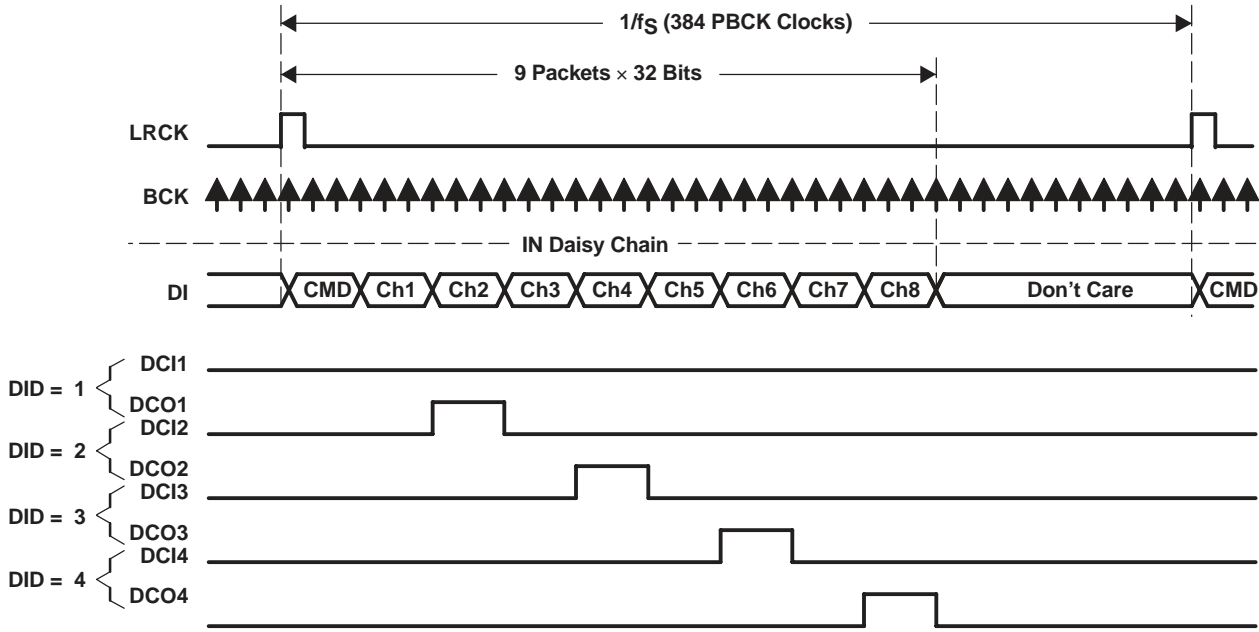 1/fS (384 PBCK Clocks)
9 Packets × 32 Bits
LRCK
BCK
IN Daisy Chain
DI CMD Ch1 Ch2 Ch3 Ch4 Ch5 Ch6 Ch7 Ch8 Don't Care CMD
DCI1
DID = 1
DCO1
DCI2
DID = 2
DCO2
DCI3
DID = 3
DCO3
DCI4
DID = 4
DCO4